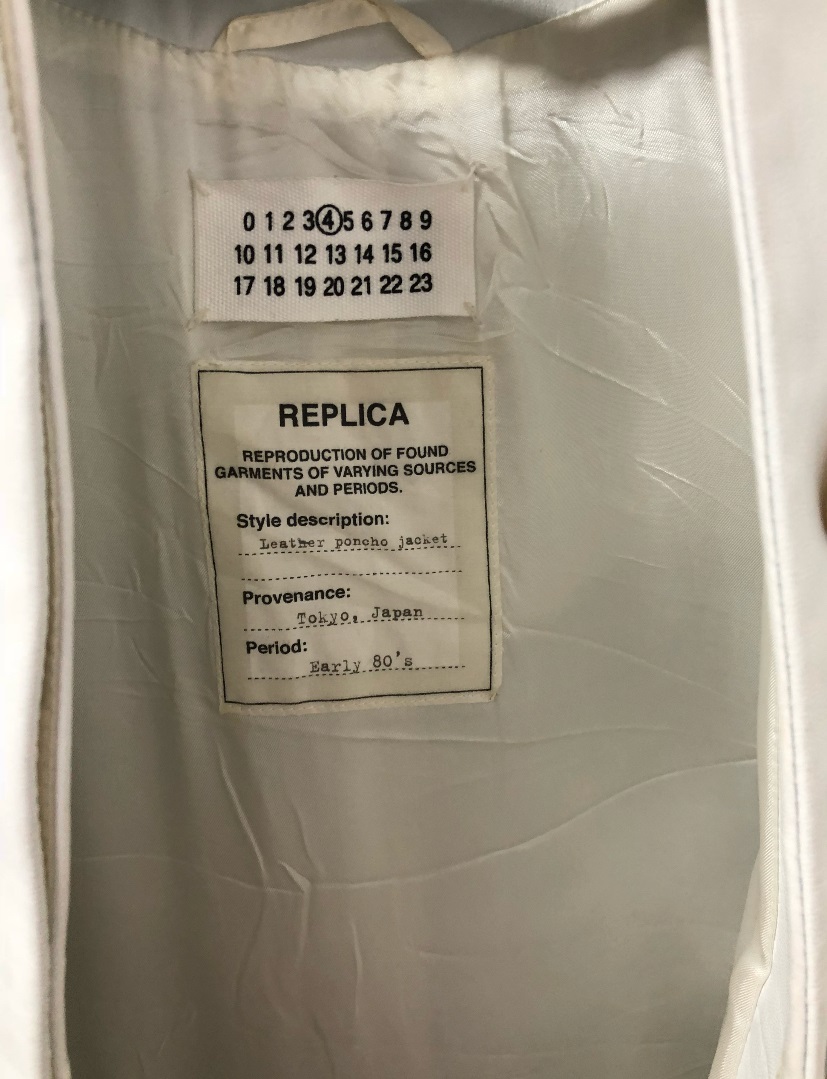 0 1 2 3 4 5 6 7 8 9
10 11 12 13 14 15 16
17 18 19 20 21 22 23
REPLICA
REPRODUCTION OF FOUND
GARMENTS OF VARYING SOURCES
AND PERIODS.
Style description:
Leather poncho jacket
Provenance:
Tokyo, Japan
Period:
Early 80's